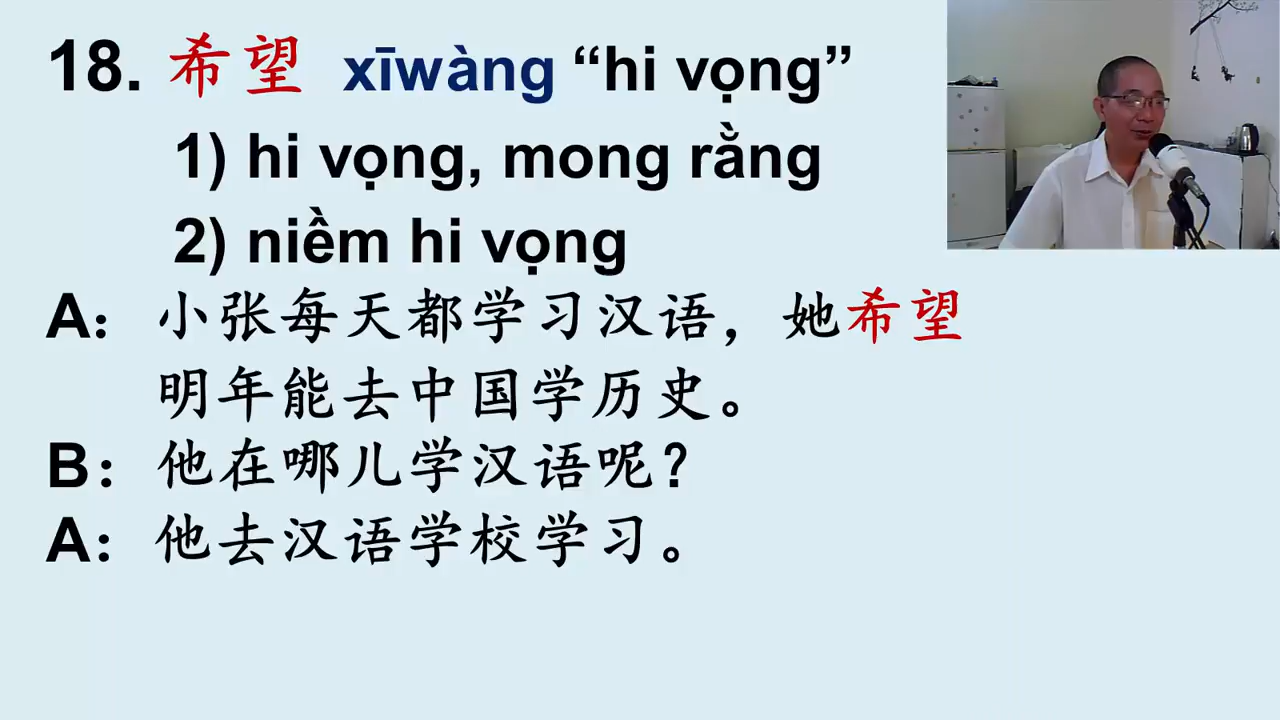 18. 希望 xīwàng “hi vọng”
1) hi vọng, mong rằng
2) niềm hi vọng
A：小张每天都学习汉语，她希望
明年能去中国学历史。
B：他在哪儿学汉语呢？
A：他去汉语学校学习。